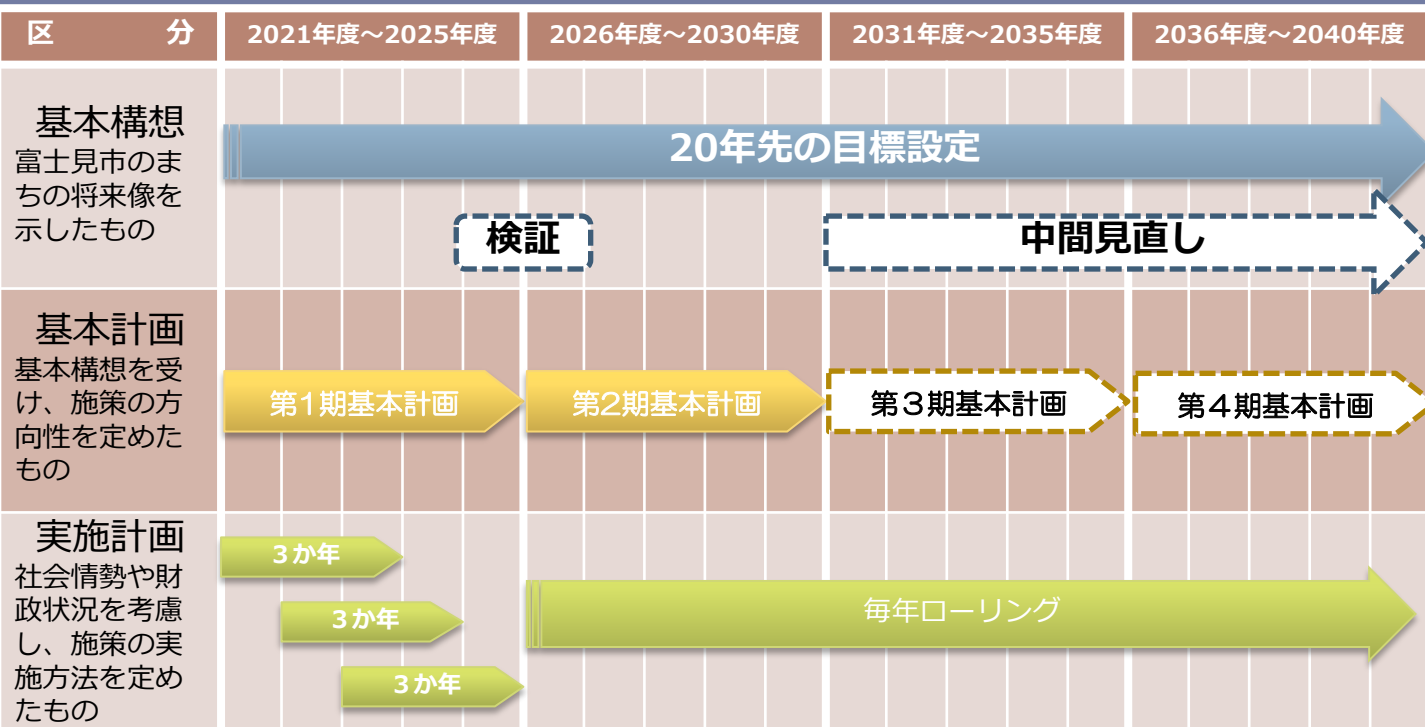 区 分
2021年度～2025年度
2026年度～2030年度
2031年度～2035年度
2036年度～2040年度
基本構想
富士見市のま
ちの将来像を
示したもの
20年先の目標設定
検証
中間見直し
基本計画
基本構想を受
け、施策の方
向性を定めた
もの
第1期基本計画
第2期基本計画
第３期基本計画
第４期基本計画
実施計画
社会情勢や財
政状況を考慮
し、施策の実
施方法を定め
たもの
３か年
３か年
３か年
毎年ローリング